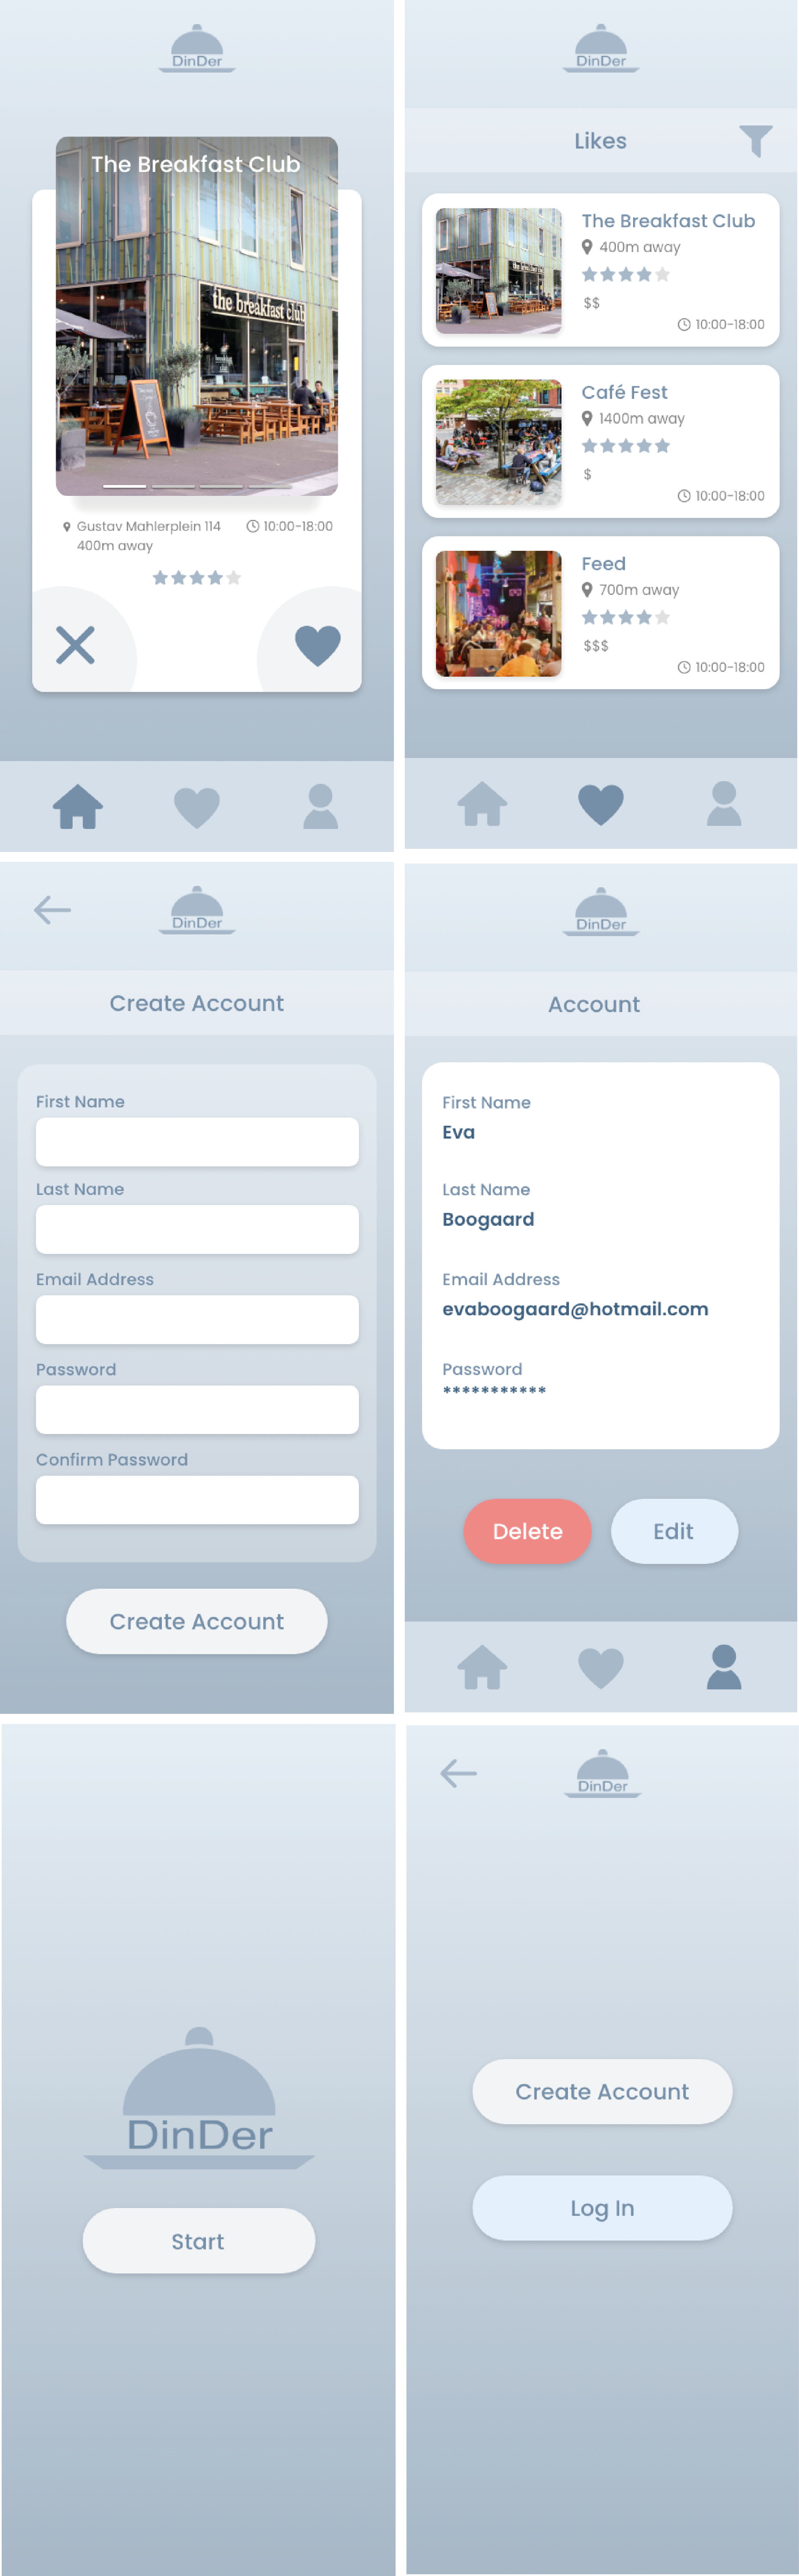 DinDer
The Breakfast Club
the breakfast club
Gustav Mahlerplein 114
10:00-18:00
400m away
DinDer
Likes
The Breakfast Club
400m away
$$
10:00-18:00
Café Fest
1400m away
$
10:00-18:00
Feed
700m away
$$$
10:00-18:00
DinDer
Create Account
First Name
Last Name
Email Address
Password
Confirm Password
Create Account
DinDer
Account
First Name
Eva
Last Name
Boogaard
Email Address
evaboogaard@hotmail.com
Password
***********
Delete
Edit
DinDer
Start
DinDer
Create Account
Log In